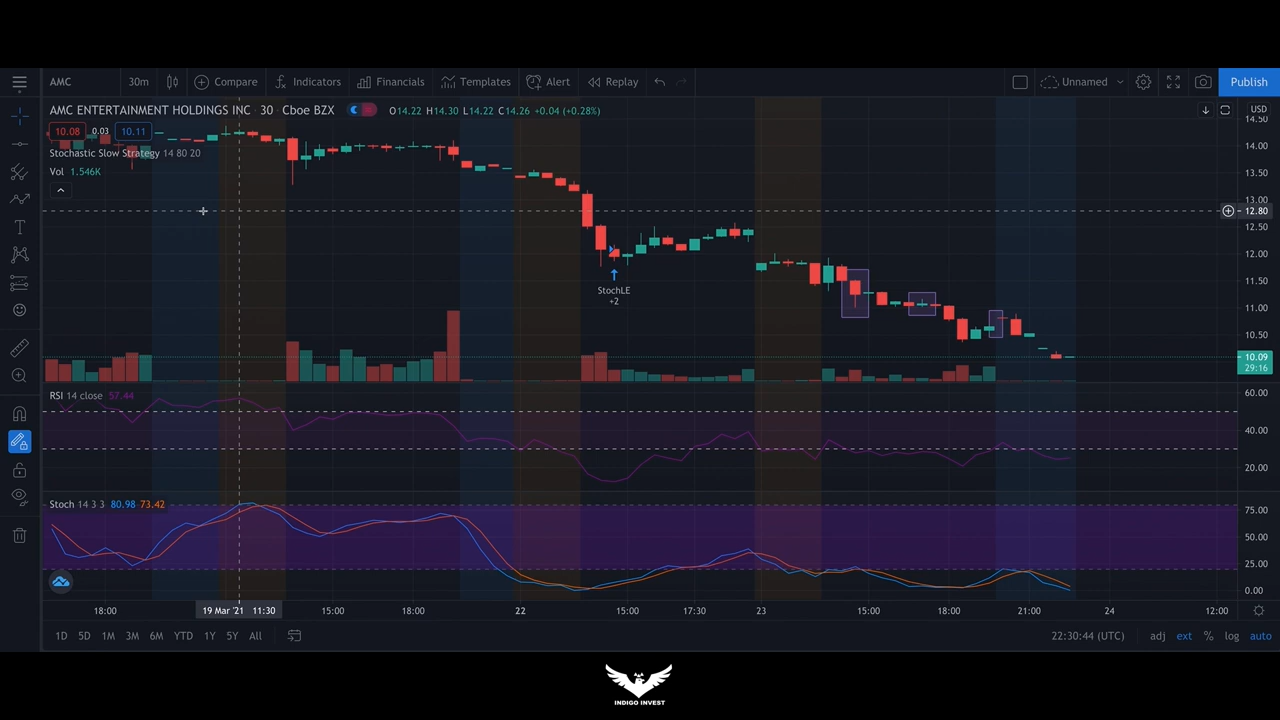 AMC 30m Compare Indicators Financials Templates Alert Replay Unnamed Publish
AMC ENTERTAINMENT HOLDINGS INC · 30 · Cboe BZX O14.22 H14.30 L14.22 C14.26 +0.04 (+0.28%) USD
10.08 0.03 10.11
Stochastic Slow Strategy 14 80 20
Vol 1.546K
14.50
14.00
13.50
13.00
12.80
12.50
12.00
11.50
11.00
10.50
10.09
29:16
StochLE
+2
RSI 14 close 57.44
60.00
40.00
20.00
Stoch 14 3 3 80.98 73.42
75.00
50.00
25.00
0.00
18:00 19 Mar '21 11:30 15:00 18:00 22 15:00 17:30 23 15:00 18:00 21:00 24 12:00
1D 5D 1M 3M 6M YTD 1Y 5Y All 22:30:44 (UTC) adj ext % log auto
INDIGO INVEST